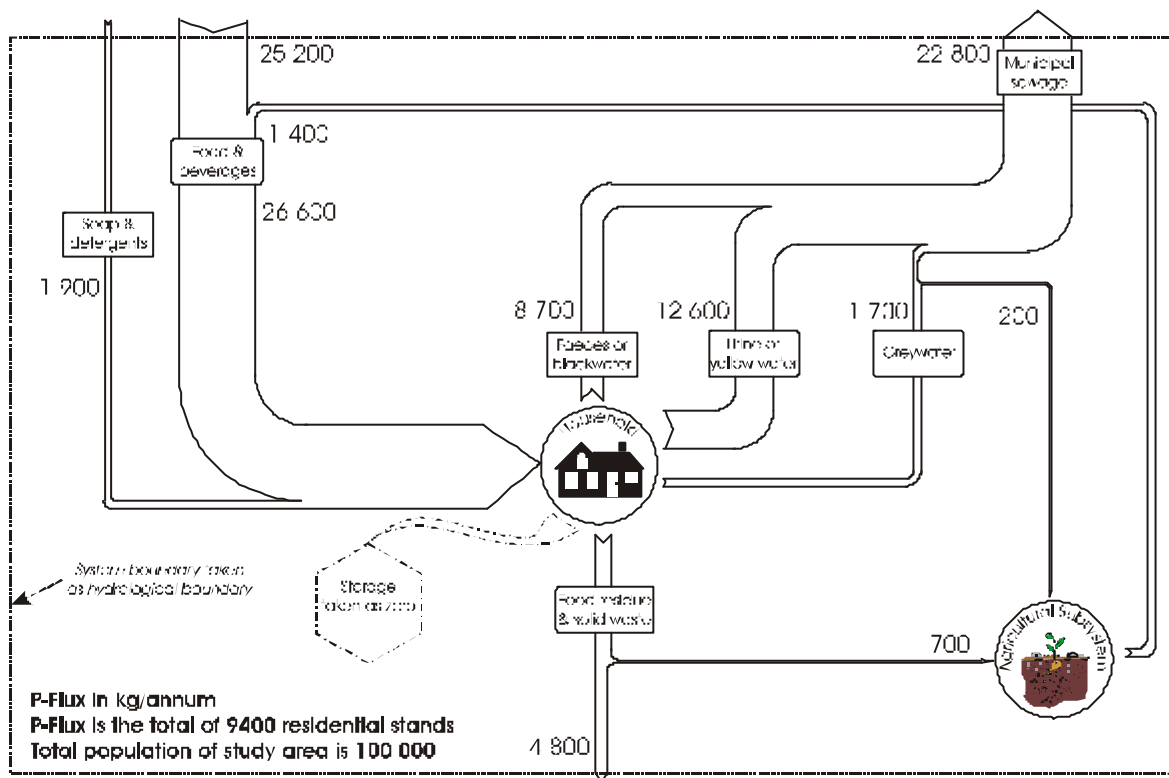 25 200
22 800
Municipal
sewage
1 400
Food &
beverages
26 600
Soap &
detergents
1 900
8 700
12 600
1 700
200
Faeces or
blackwater
Urine or
yellow water
Greywater
Household
System boundary taken
as hydrological boundary
Storage
taken as zero
Food residue
& solid waste
700
Agricultural Subsystem
P-Flux in kg/annum
P-Flux is the total of 9400 residential stands
Total population of study area is 100 000
4 800